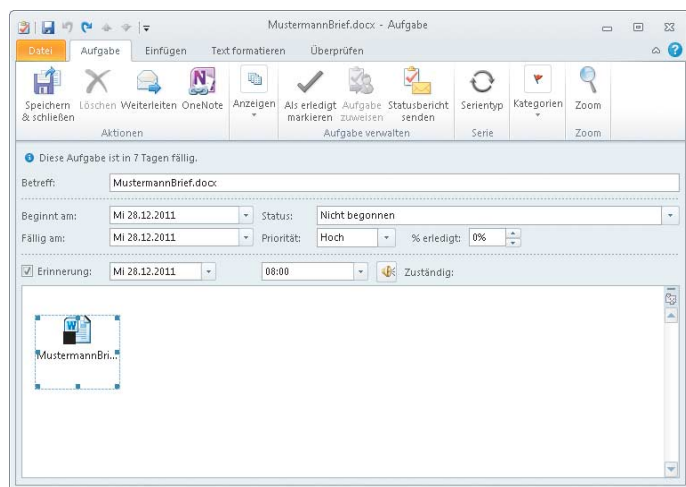 MustermannBrief.docx - Aufgabe
Datei Aufgabe Einfügen Text formatieren Überprüfen
Speichern & schließen Löschen Weiterleiten OneNote Anzeigen Als erledigt markieren Aufgabe zuweisen Statusbericht senden Serientyp Kategorien Zoom
Aktionen Aufgabe verwalten Serie Zoom
Diese Aufgabe ist in 7 Tagen fällig.
Betreff: MustermannBrief.docx
Beginnt am: Mi 28.12.2011 Status: Nicht begonnen
Fällig am: Mi 28.12.2011 Priorität: Hoch % erledigt: 0%
Erinnerung: Mi 28.12.2011 08:00 Zuständig:
MustermannBri...